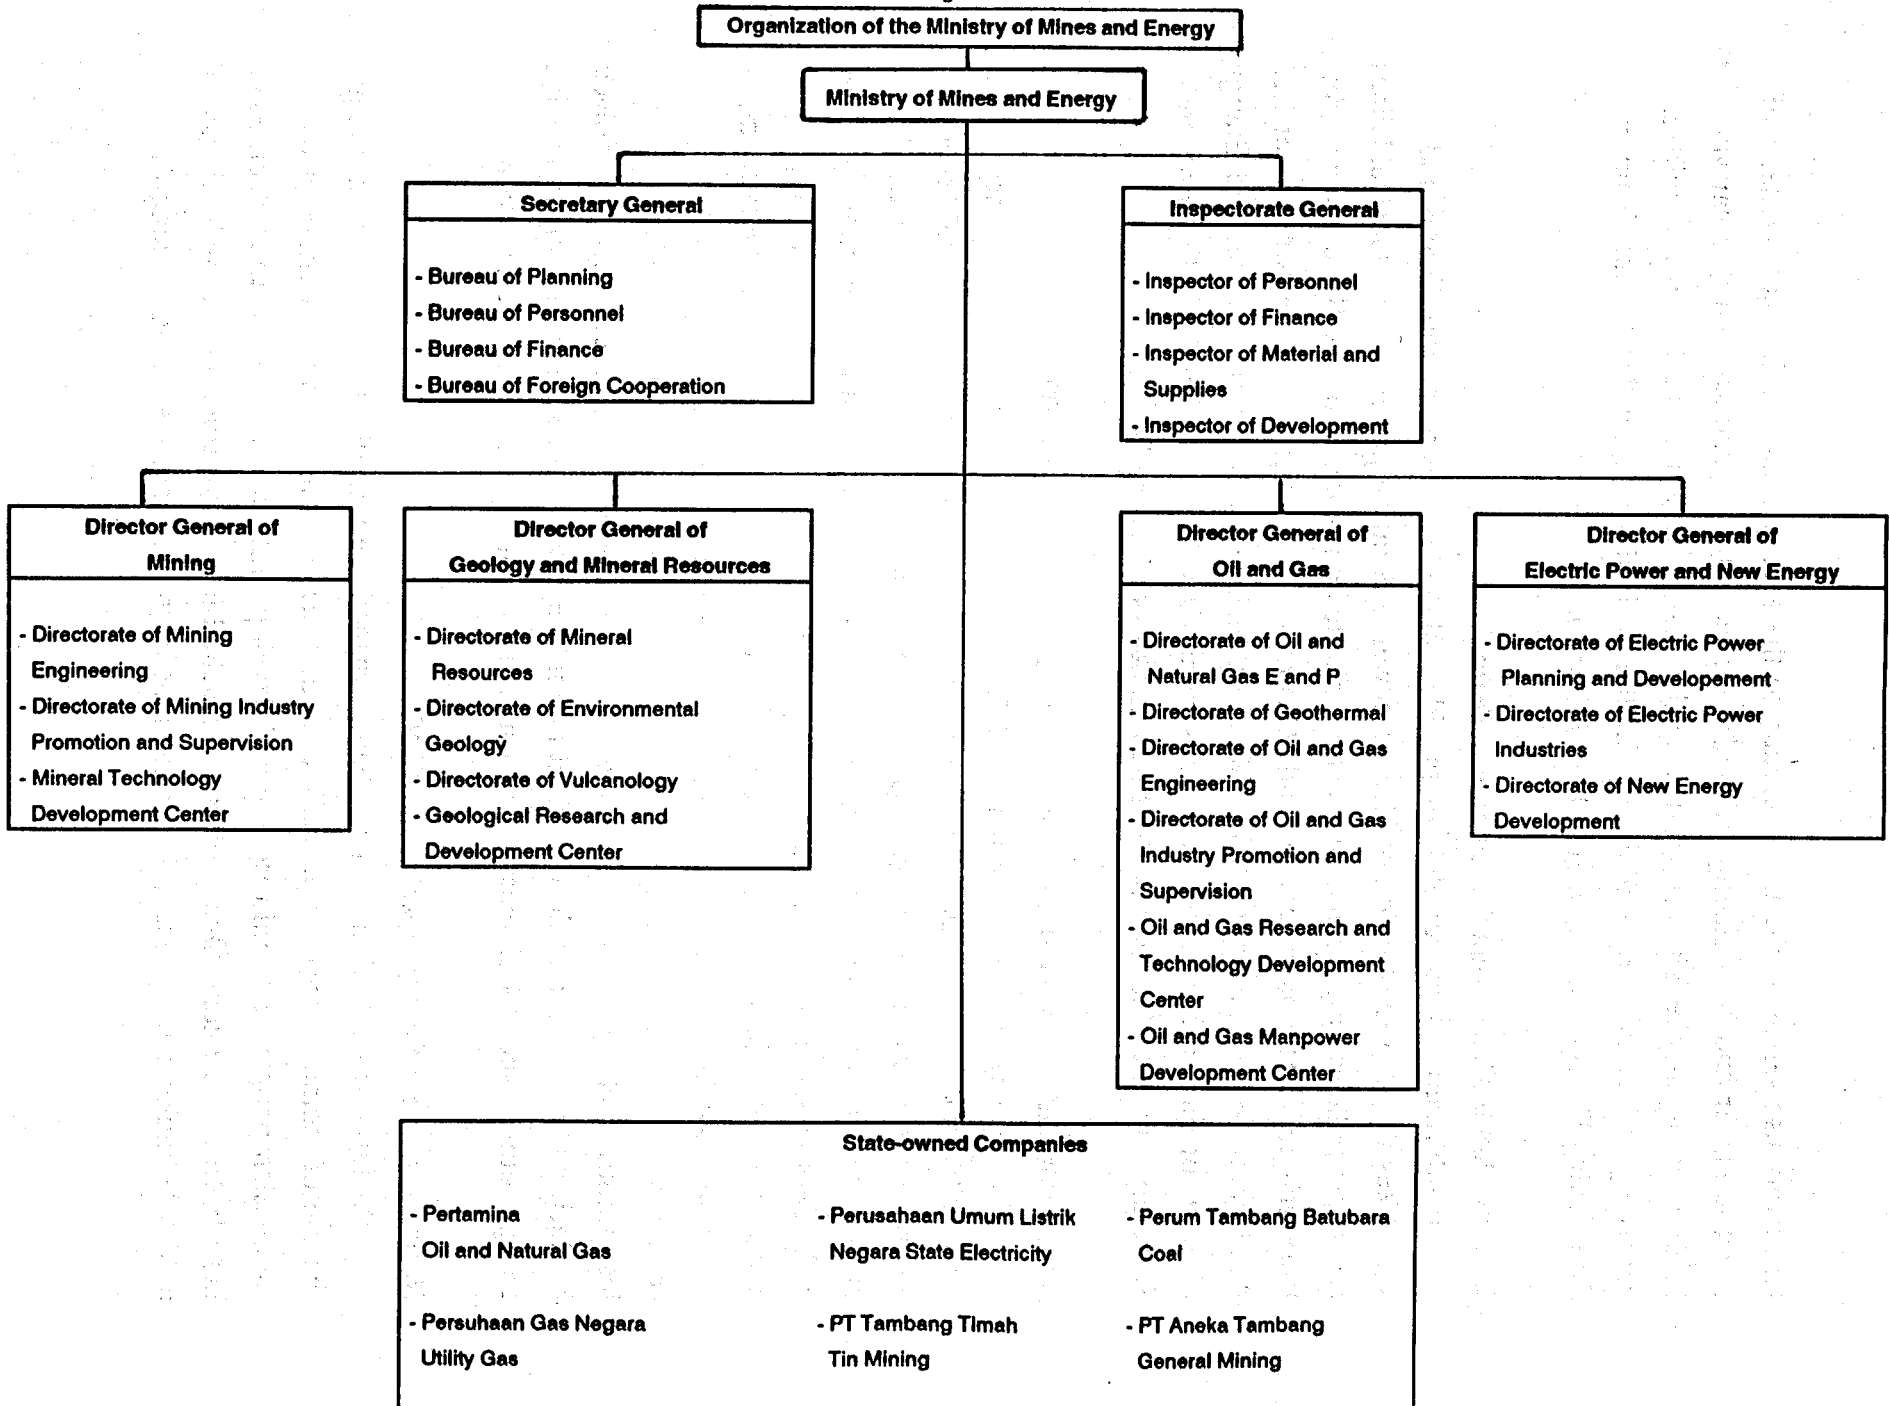 Organization of the Ministry of Mines and Energy
Ministry of Mines and Energy
Secretary General
- Bureau of Planning
- Bureau of Personnel
- Bureau of Finance
- Bureau of Foreign Cooperation
Inspectorate General
- Inspector of Personnel
- Inspector of Finance
- Inspector of Material and
Supplies
- Inspector of Development
Director General of
Mining
- Directorate of Mining
Engineering
- Directorate of Mining Industry
Promotion and Supervision
- Mineral Technology
Development Center
Director General of
Geology and Mineral Resources
- Directorate of Mineral
Resources
- Directorate of Environmental
Geology
- Directorate of Vulcanology
- Geological Research and
Development Center
Director General of
Oil and Gas
- Directorate of Oil and
Natural Gas E and P
- Directorate of Geothermal
- Directorate of Oil and Gas
Engineering
- Directorate of Oil and Gas
Industry Promotion and
Supervision
- Oil and Gas Research and
Technology Development
Center
- Oil and Gas Manpower
Development Center
Director General of
Electric Power and New Energy
- Directorate of Electric Power
Planning and Developement
- Directorate of Electric Power
Industries
- Directorate of New Energy
Development
State-owned Companies
- Pertamina
Oil and Natural Gas
- Perusahaan Umum Listrik
Negara State Electricity
- Perum Tambang Batubara
Coal
- Persuhaan Gas Negara
Utility Gas
- PT Tambang Timah
Tin Mining
- PT Aneka Tambang
General Mining